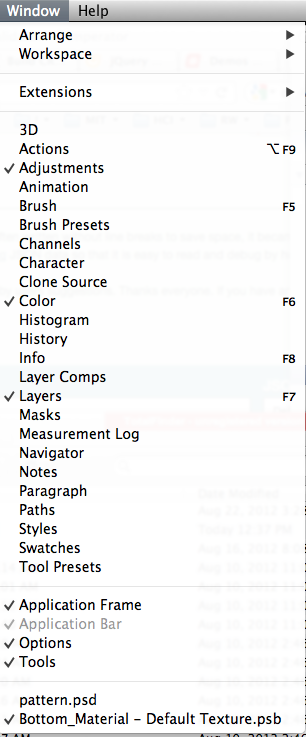 Window Help
Arrange
Workspace
Extensions
3D
Actions ⌥F9
Adjustments
Animation
Brush F5
Brush Presets
Channels
Character
Clone Source
Color F6
Histogram
History
Info F8
Layer Comps
Layers F7
Masks
Measurement Log
Navigator
Notes
Paragraph
Paths
Styles
Swatches
Tool Presets
Application Frame
Application Bar
Options
Tools
pattern.psd
Bottom_Material - Default Texture.psb